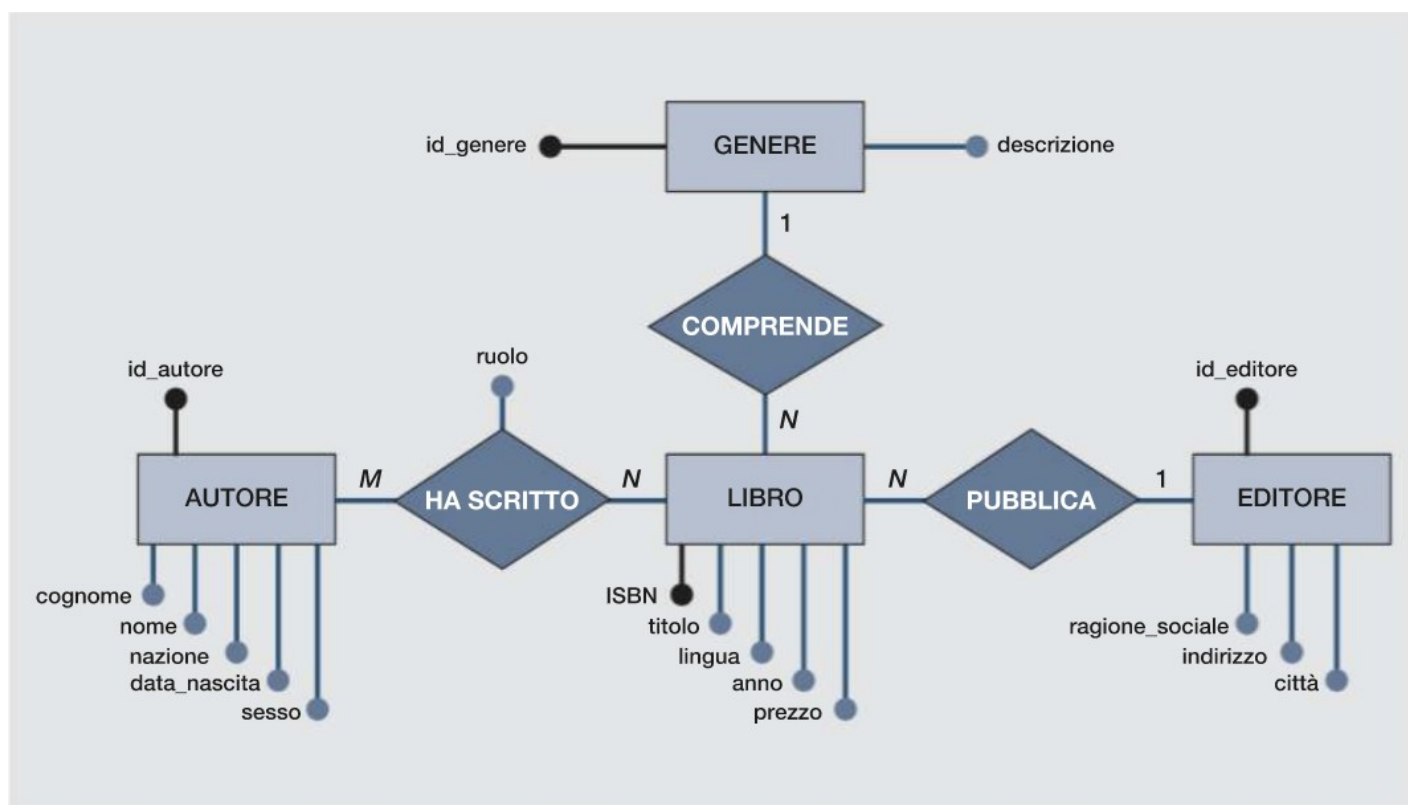 id_genere
GENERE
descrizione
1
COMPRENDE
N
id_autore
ruolo
id_editore
AUTORE
M
HA SCRITTO
N
LIBRO
N
PUBBLICA
1
EDITORE
cognome
nome
nazione
data_nascita
sesso
ISBN
titolo
lingua
anno
prezzo
ragione_sociale
indirizzo
città